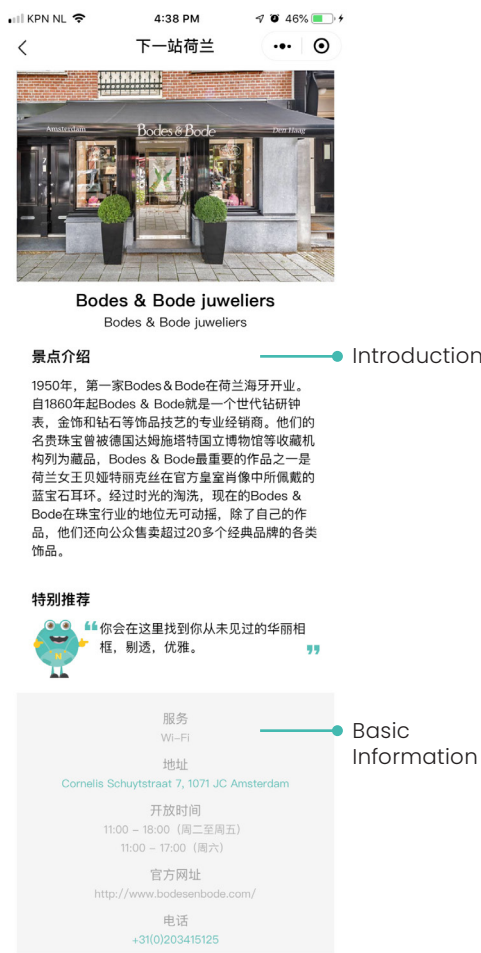 KPN NL 4:38 PM 46%
下一站荷兰
Amsterdam Bodes & Bode Den Haag
Bodes & Bode juweliers
Bodes & Bode juweliers
景点介绍
Introduction
1950年，第一家Bodes&Bode在荷兰海牙开业。
自1860年起Bodes & Bode就是一个世代钻研钟
表，金饰和钻石等饰品技艺的专业经销商。他们的
名贵珠宝曾被德国达姆施塔特国立博物馆等收藏机
构列为藏品，Bodes & Bode最重要的作品之一是
荷兰女王贝娅特丽克丝在官方皇室肖像中所佩戴的
蓝宝石耳环。经过时光的淘洗，现在的Bodes &
Bode在珠宝行业的地位无可动摇，除了自己的作
品，他们还向公众售卖超过20多个经典品牌的各类
饰品。
特别推荐
“你会在这里找到你从未见过的华丽相
框，剔透，优雅。”
N
服务
Wi-Fi
Basic
Information
地址
Cornelis Schuytstraat 7, 1071 JC Amsterdam
开放时间
11:00 – 18:00（周二至周五）
11:00 – 17:00（周六）
官方网址
http://www.bodesenbode.com/
电话
+31(0)203415125